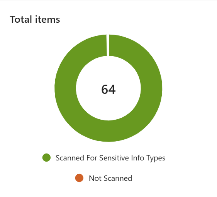 Total items
64
Scanned For Sensitive Info Types
Not Scanned